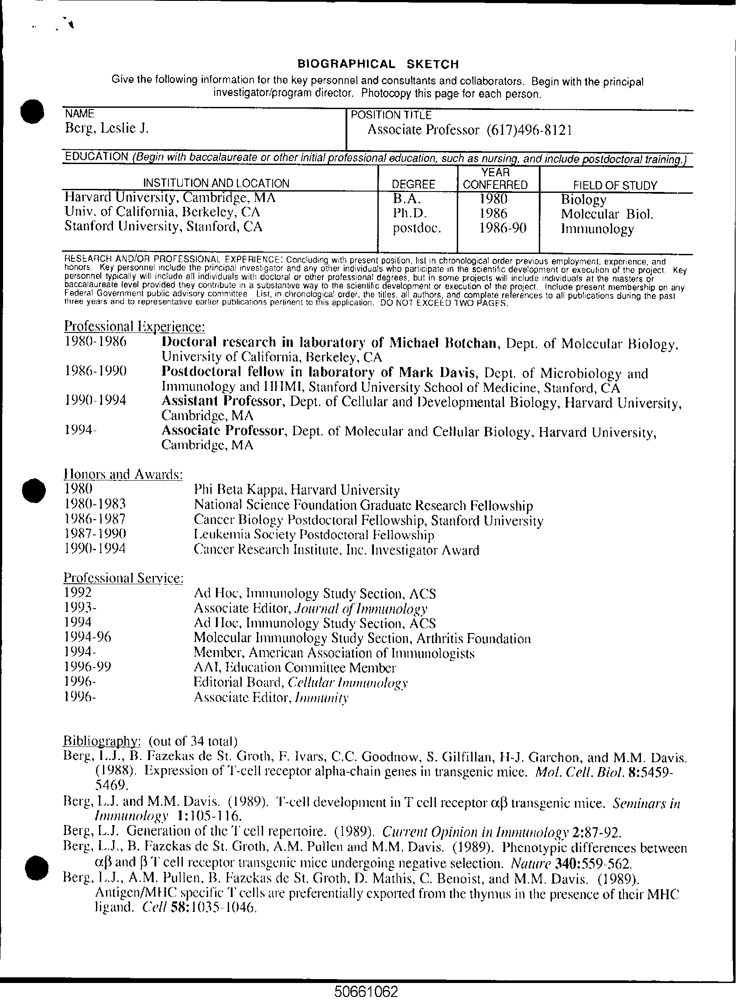 BIOGRAPHICAL SKETCH
Give the following information for the key personnel and consultants and collaborators. Begin with the principal
investigator/program director. Photocopy this page for each person.
NAME
Berg, Leslie J.
POSITION TITLE
Associate Professor (617)496-8121
EDUCATION (Begin with baccalaureate or other initial professional education, such as nursing, and include postdoctoral training.)
INSTITUTION AND LOCATION DEGREE YEAR CONFERRED FIELD OF STUDY
Harvard University, Cambridge, MA B.A. 1980 Biology
Univ. of California, Berkeley, CA Ph.D. 1986 Molecular Biol.
Stanford University, Stanford, CA postdoc. 1986-90 Immunology
RESEARCH AND/OR PROFESSIONAL EXPERIENCE: Concluding with present position, list in chronological order previous employment, experience, and
honors. Key personnel include the principal investigator and any other individuals who participate in the scientific development or execution of the project. Key
personnel typically will include all individuals with doctoral or other professional degrees, but in some projects will include individuals at the masters or
baccalaureate level provided they contribute in a substantive way to the scientific development or execution of the project. Include present membership on any
Federal Government public advisory committee. List, in chronological order, the titles, all authors, and complete references to all publications during the past
three years and to representative earlier publications pertinent to this application. DO NOT EXCEED TWO PAGES.
Professional Experience:
1980-1986 Doctoral research in laboratory of Michael Botchan, Dept. of Molecular Biology,
University of California, Berkeley, CA
1986-1990 Postdoctoral fellow in laboratory of Mark Davis, Dept. of Microbiology and
Immunology and HHMI, Stanford University School of Medicine, Stanford, CA
1990-1994 Assistant Professor, Dept. of Cellular and Developmental Biology, Harvard University,
Cambridge, MA
1994- Associate Professor, Dept. of Molecular and Cellular Biology, Harvard University,
Cambridge, MA
Honors and Awards:
1980 Phi Beta Kappa, Harvard University
1980-1983 National Science Foundation Graduate Research Fellowship
1986-1987 Cancer Biology Postdoctoral Fellowship, Stanford University
1987-1990 Leukemia Society Postdoctoral Fellowship
1990-1994 Cancer Research Institute, Inc. Investigator Award
Professional Service:
1992 Ad Hoc, Immunology Study Section, ACS
1993- Associate Editor, Journal of Immunology
1994 Ad Hoc, Immunology Study Section, ACS
1994-96 Molecular Immunology Study Section, Arthritis Foundation
1994- Member, American Association of Immunologists
1996-99 AAI, Education Committee Member
1996- Editorial Board, Cellular Immunology
1996- Associate Editor, Immunity
Bibliography: (out of 34 total)
Berg, L.J., B. Fazekas de St. Groth, F. Ivars, C.C. Goodnow, S. Gilfillan, H-J. Garchon, and M.M. Davis.
(1988). Expression of T-cell receptor alpha-chain genes in transgenic mice. Mol. Cell. Biol. 8:5459-
5469.
Berg, L.J. and M.M. Davis. (1989). T-cell development in T cell receptor αβ transgenic mice. Seminars in
Immunology 1:105-116.
Berg, L.J. Generation of the T cell repertoire. (1989). Current Opinion in Immunology 2:87-92.
Berg, L.J., B. Fazekas de St. Groth, A.M. Pullen and M.M. Davis. (1989). Phenotypic differences between
αβ and β T cell receptor transgenic mice undergoing negative selection. Nature 340:559-562.
Berg, L.J., A.M. Pullen, B. Fazekas de St. Groth, D. Mathis, C. Benoist, and M.M. Davis. (1989).
Antigen/MHC specific T cells are preferentially exported from the thymus in the presence of their MHC
ligand. Cell 58:1035-1046.
50661062